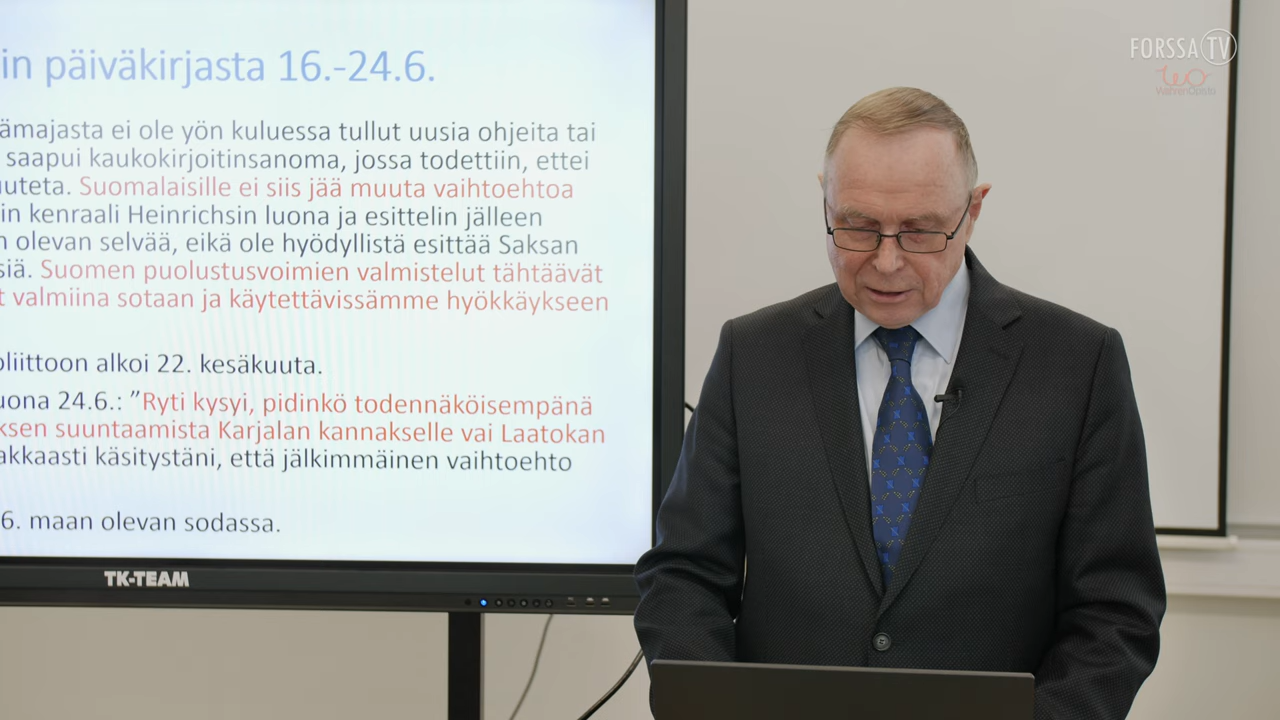 in päiväkirjasta 16.-24.6.
ämajasta ei ole yön kuluessa tullut uusia ohjeita tai
saapui kaukokirjoitinsanoma, jossa todettiin, ettei
uuteta. Suomalaisille ei siis jää muuta vaihtoehtoa
in kenraali Heinrichsin luona ja esittelin jälleen
n olevan selvää, eikä ole hyödyllistä esittää Saksan
siä. Suomen puolustusvoimien valmistelut tähtäävät
t valmiina sotaan ja käytettävissämme hyökkäykseen
oliittoon alkoi 22. kesäkuuta.
uona 24.6.: ”Ryti kysyi, pidinkö todennäköisempänä
ksen suuntaamista Karjalan kannakselle vai Laatokan
akkaasti käsitystäni, että jälkimmäinen vaihtoehto
6. maan olevan sodassa.
TK-TEAM
FORSSA TV